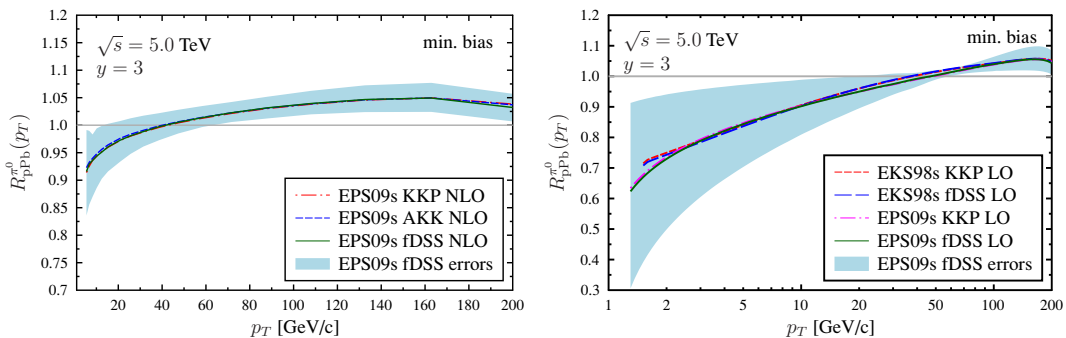 1.2
1.15
1.1
1.05
1.0
0.95
0.9
0.85
0.8
0.75
0.7
√s = 5.0 TeV
y = 3
min. bias
R^{π^0}_{pPb}(p_T)
EPS09s KKP NLO
EPS09s AKK NLO
EPS09s fDSS NLO
EPS09s fDSS errors
20 40 60 80 100 120 140 160 180 200
p_T [GeV/c]
1.2
1.1
1.0
0.9
0.8
0.7
0.6
0.5
0.4
0.3
√s = 5.0 TeV
y = 3
min. bias
R^{π^0}_{pPb}(p_T)
EKS98s KKP LO
EKS98s fDSS LO
EPS09s KKP LO
EPS09s fDSS LO
EPS09s fDSS errors
1 2 5 10 20 50 100 200
p_T [GeV/c]